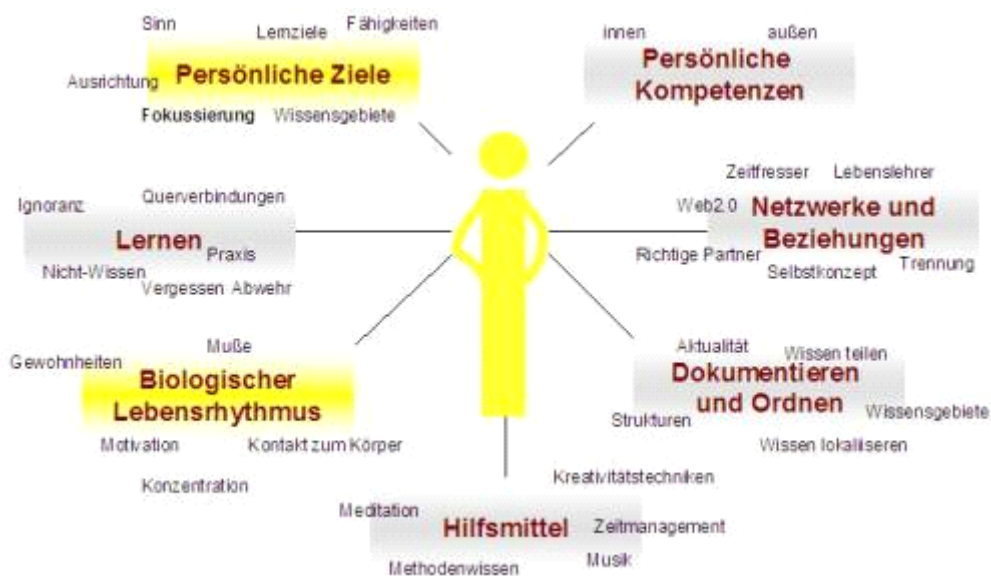 Sinn
Lernziele
Fähigkeiten
Persönliche Ziele
Ausrichtung
Fokussierung
Wissensgebiete
innen
außen
Persönliche
Kompetenzen
Ignoranz
Querverbindungen
Lernen
Praxis
Nicht-Wissen
Vergessen
Abwehr
Zeitfresser
Lebenslehrer
Web2.0
Netzwerke und
Beziehungen
Richtige Partner
Selbstkonzept
Trennung
Gewohnheiten
Muße
Biologischer
Lebensrhythmus
Motivation
Kontakt zum Körper
Konzentration
Aktualität
Wissen teilen
Dokumentieren
und Ordnen
Strukturen
Wissensgebiete
Wissen lokaliiseren
Kreativitätstechniken
Meditation
Hilfsmittel
Zeitmanagement
Methodenwissen
Musik